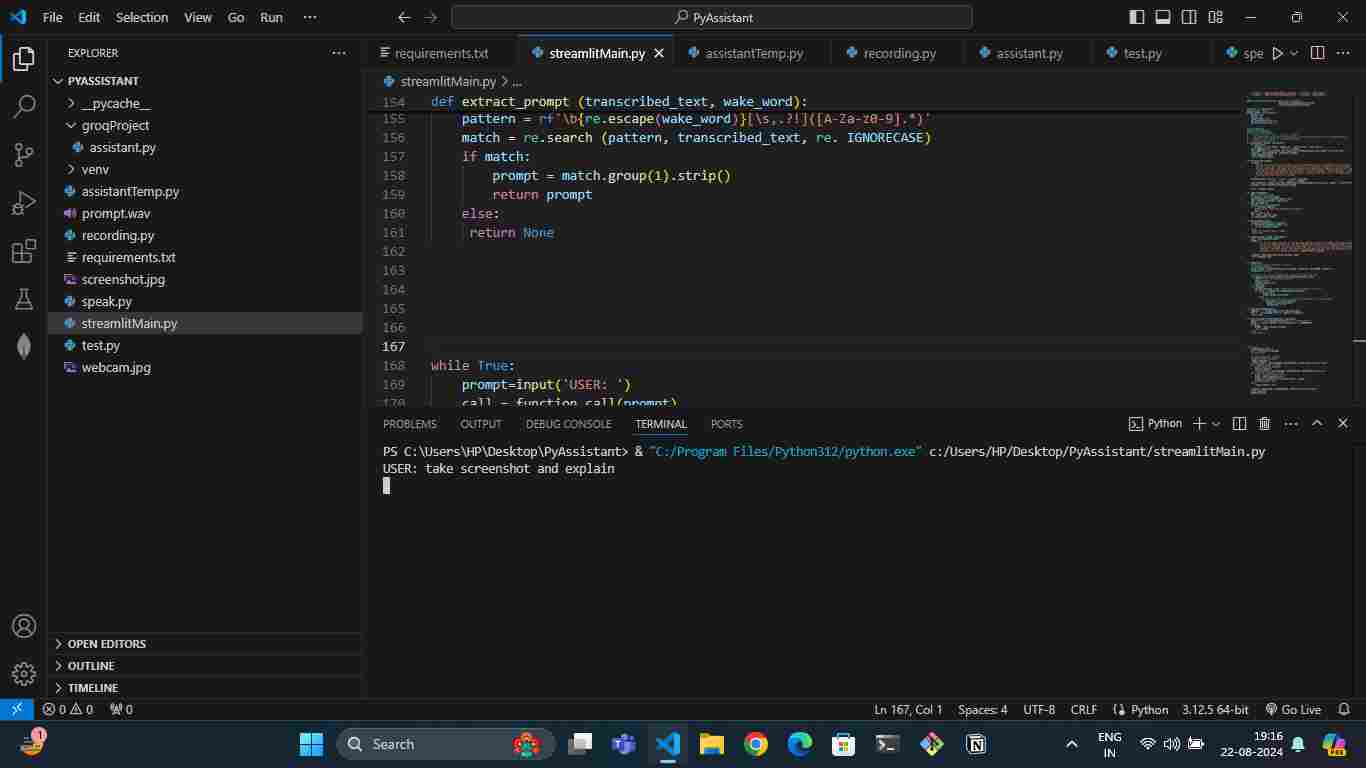 File Edit Selection View Go Run ··· PyAssistant
EXPLORER ···
requirements.txt streamlitMain.py assistantTemp.py recording.py assistant.py test.py spe
PYASSISTANT
streamlitMain.py > ...
__pycache__
groqProject
assistant.py
venv
assistantTemp.py
prompt.wav
recording.py
requirements.txt
screenshot.jpg
speak.py
streamlitMain.py
test.py
webcam.jpg
OPEN EDITORS
OUTLINE
TIMELINE
154 def extract_prompt (transcribed_text, wake_word):
155 pattern = rf'\b{re.escape(wake_word)}[\s,.?!]([A-Za-z0-9].*)'
156 match = re.search (pattern, transcribed_text, re. IGNORECASE)
157 if match:
158 prompt = match.group(1).strip()
159 return prompt
160 else:
161 return None
162
163
164
165
166
167
168 while True:
169 prompt=input('USER: ')
170 call = function_call(prompt)
PROBLEMS OUTPUT DEBUG CONSOLE TERMINAL PORTS Python
PS C:\Users\HP\Desktop\PyAssistant> & "C:/Program Files/Python312/python.exe" c:/Users/HP/Desktop/PyAssistant/streamlitMain.py
USER: take screenshot and explain
0 0 0 Ln 167, Col 1 Spaces: 4 UTF-8 CRLF Python 3.12.5 64-bit Go Live
1 Search ENG 19:16
IN 22-08-2024 PRE